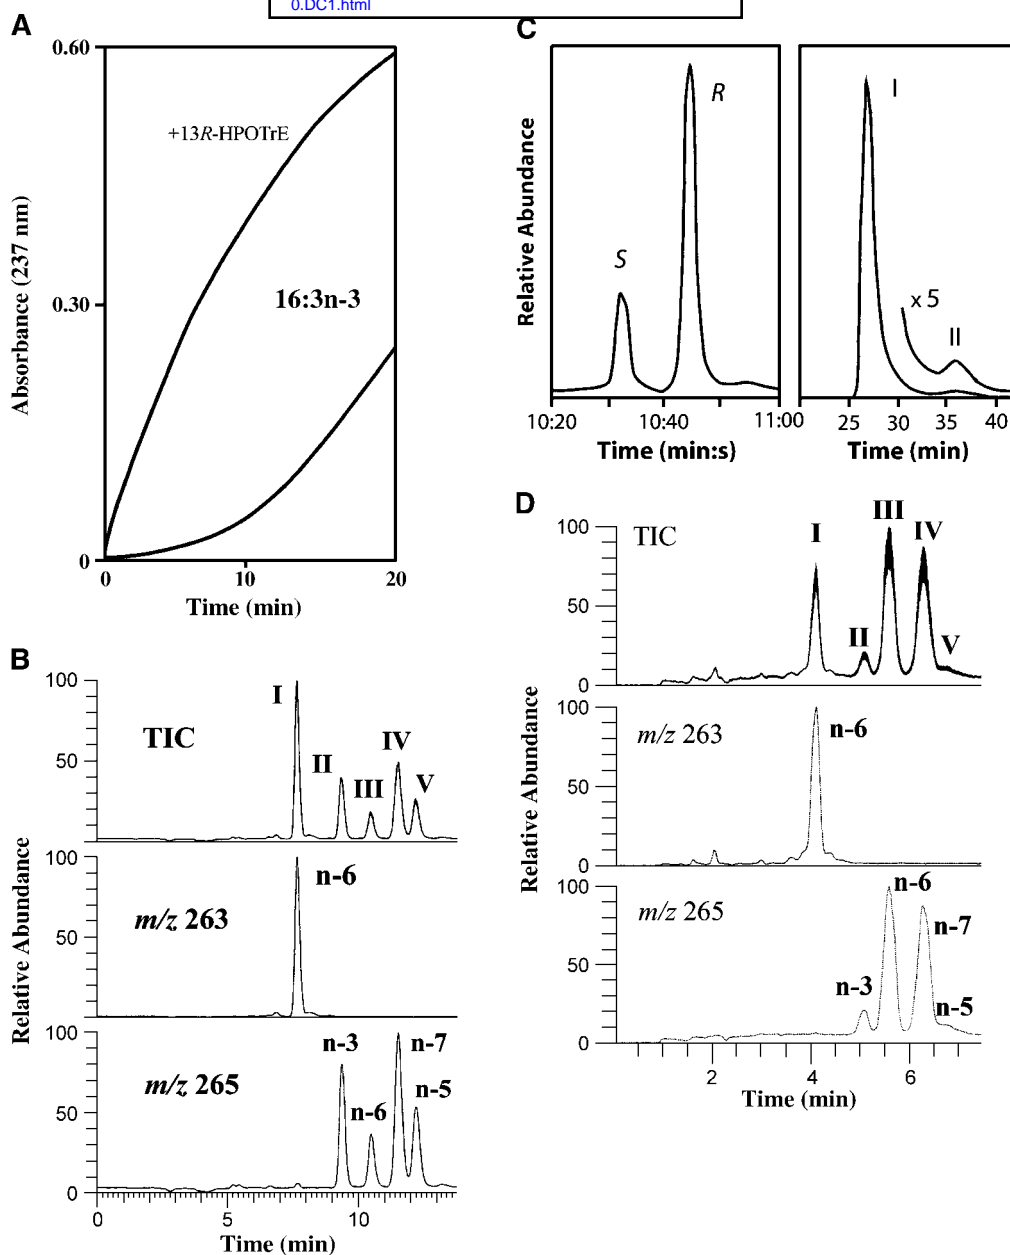 0.DC1.html
A
0.60
+13R-HPOTrE
16:3n-3
0.30
0
0
10
20
Absorbance (237 nm)
Time (min)
C
Relative Abundance
S
R
10:20
10:40
11:00
Time (min:s)
I
x 5
II
25
30
35
40
Time (min)
B
Relative Abundance
100
50
TIC
I
II
III
IV
V
100
50
m/z 263
n-6
100
50
0
m/z 265
n-3
n-6
n-7
n-5
0
5
10
Time (min)
D
Relative Abundance
100
50
0
TIC
I
II
III
IV
V
100
50
0
m/z 263
n-6
100
50
0
m/z 265
n-3
n-6
n-7
n-5
2
4
6
Time (min)